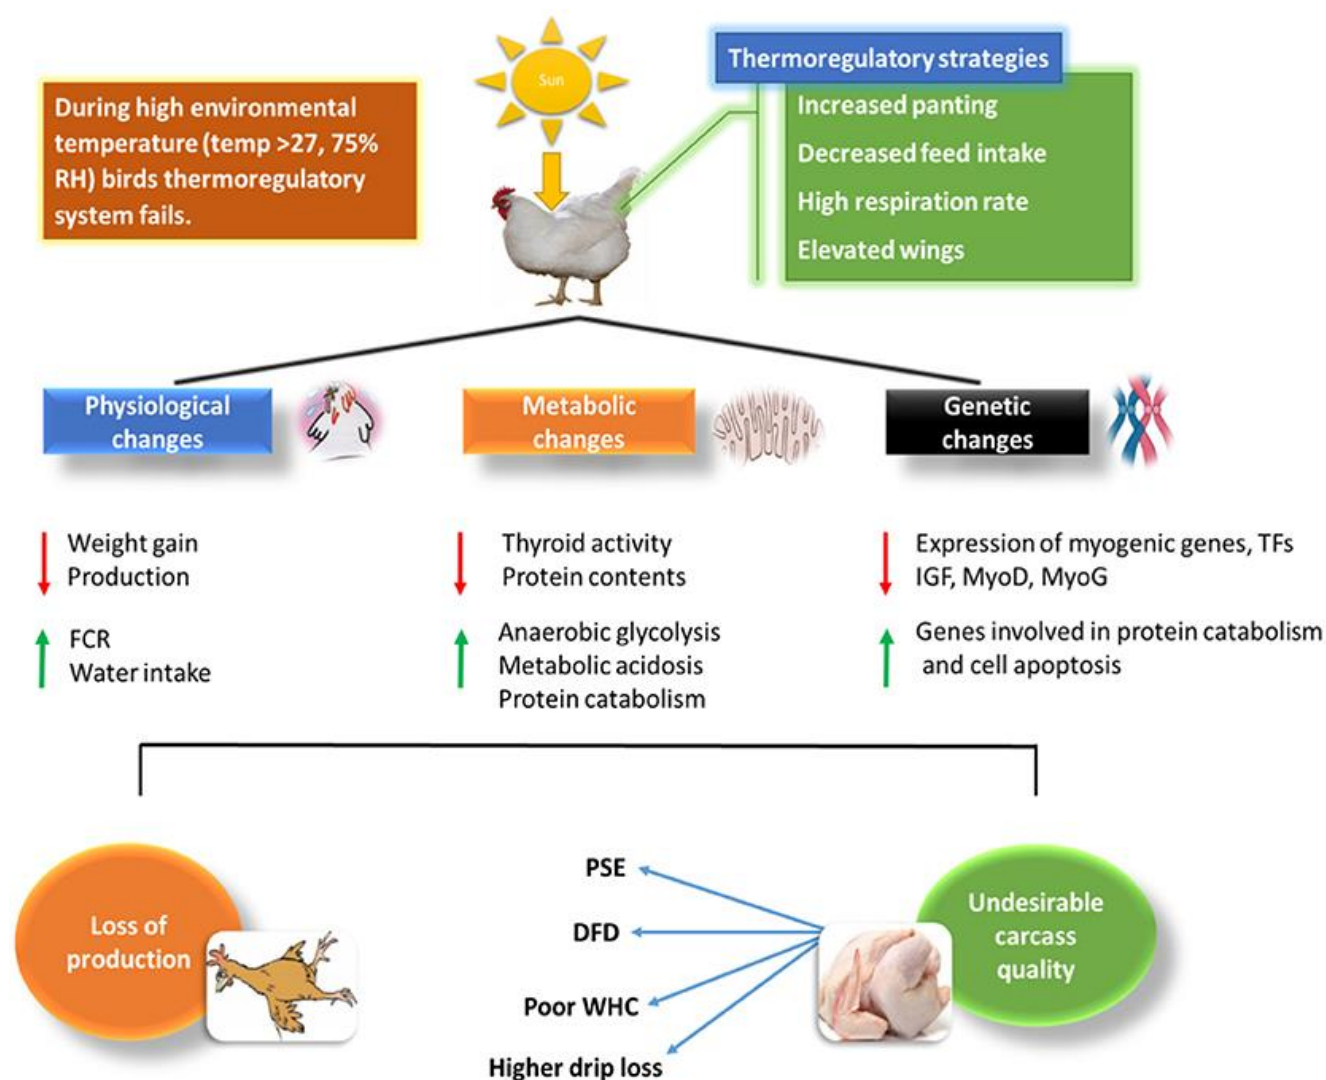 Sun
Thermoregulatory strategies
During high environmental
temperature (temp >27, 75%
RH) birds thermoregulatory
system fails.
Increased panting
Decreased feed intake
High respiration rate
Elevated wings
Physiological
changes
Metabolic
changes
Genetic
changes
Weight gain
Production
FCR
Water intake
Thyroid activity
Protein contents
Anaerobic glycolysis
Metabolic acidosis
Protein catabolism
Expression of myogenic genes, TFs
IGF, MyoD, MyoG
Genes involved in protein catabolism
and cell apoptosis
Loss of
production
PSE
DFD
Poor WHC
Higher drip loss
Undesirable
carcass
quality